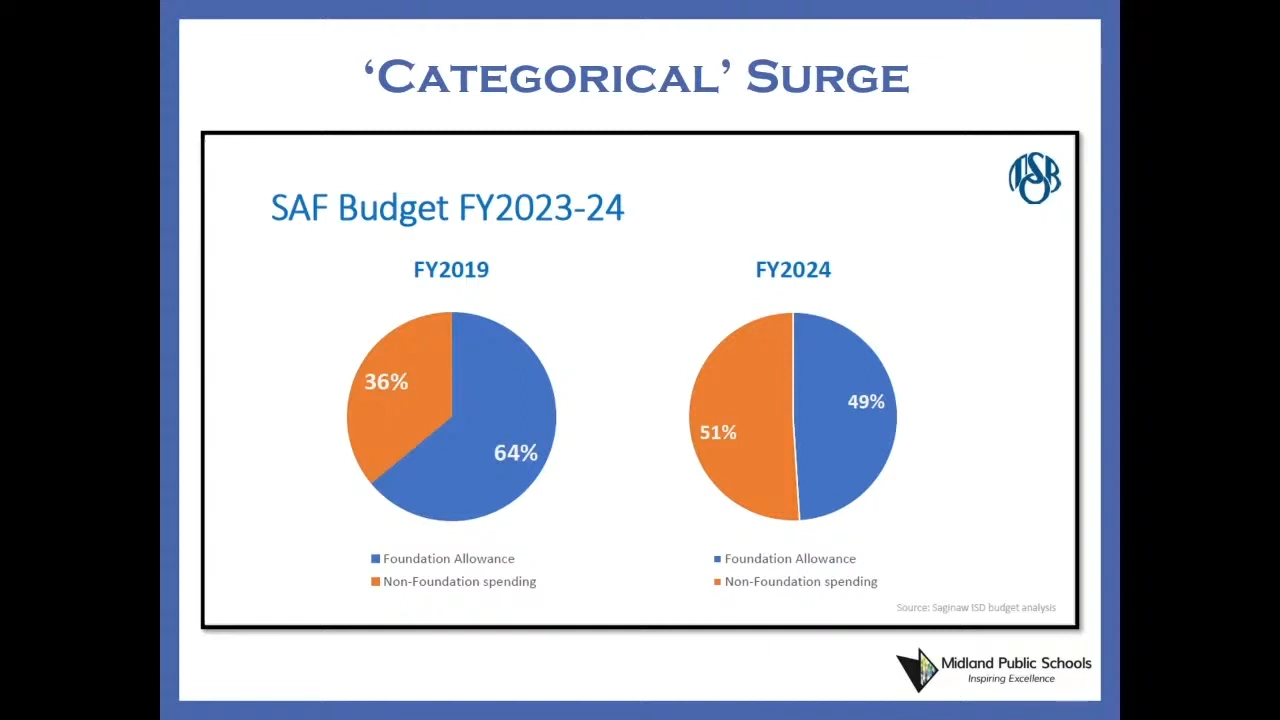 ‘Categorical’ Surge
SAF Budget FY2023-24
FY2019
FY2024
36%
64%
51%
49%
Foundation Allowance
Non-Foundation spending
Foundation Allowance
Non-Foundation spending
Source: Saginaw ISD budget analysis
Midland Public Schools
Inspiring Excellence